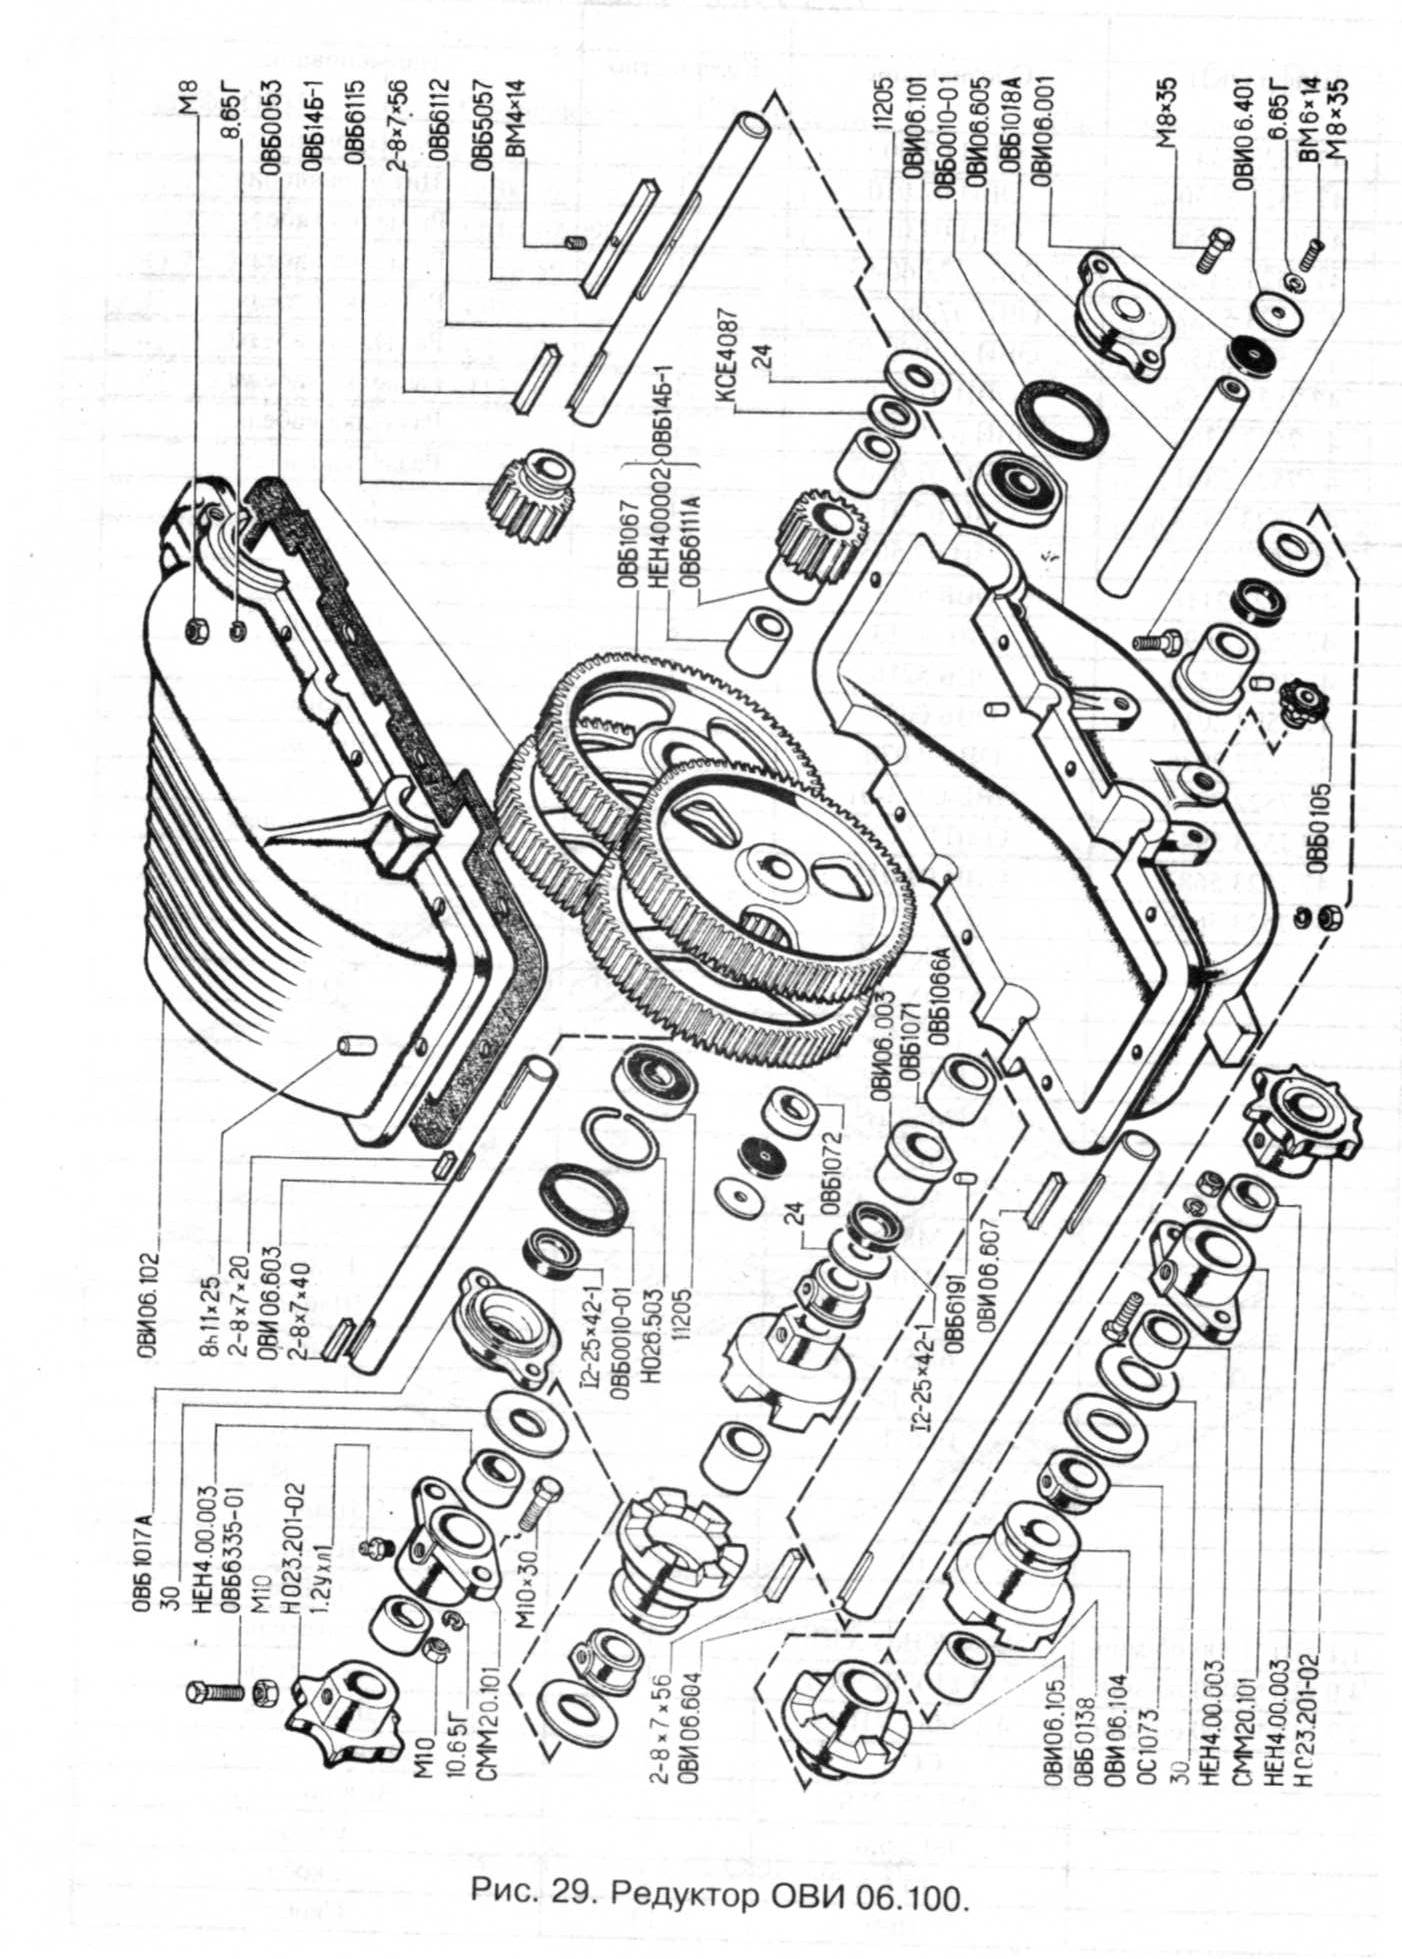 М8
8.65Г
ОВБ0053
ОВБ14Б-1
ОВБ6115
2-8×7×56
ОВБ6112
ОВБ5057
ВМ4×14
11205
ОВИ06.101
ОВБ0010-01
ОВИ06.605
ОВБ1018А
ОВИ06.001
М8×35
ОВИ06.401
6.65Г
ВМ6×14
М8×35
КСЕ4087
24
ОВБ1067
НЕН400002
ОВБ14Б-1
ОВБ6111А
ОВБ0105
ОВИ06.102
8h11×25
2-8×7×20
ОВИ06.603
2-8×7×40
I2-25×42-1
ОВБ0010-01
Н026.503
11205
24
ОВБ1072
ОВИ06.003
ОВБ1071
ОВБ1066А
I2-25×42-1
ОВБ6191
ОВИ06.607
ОВБ1017А
30
НЕН4.00.003
ОВБ6335-01
М10
Н023.201-02
1.2Ухл1
М10×30
М10
10.65Г
СММ20.101
2-8×7×56
ОВИ06.604
ОВИ06.105
ОВБ0138
ОВИ06.104
ОС1073
30
НЕН4.00.003
СММ20.101
НЕН4.00.003
Н023.201-02
Рис. 29. Редуктор ОВИ 06.100.